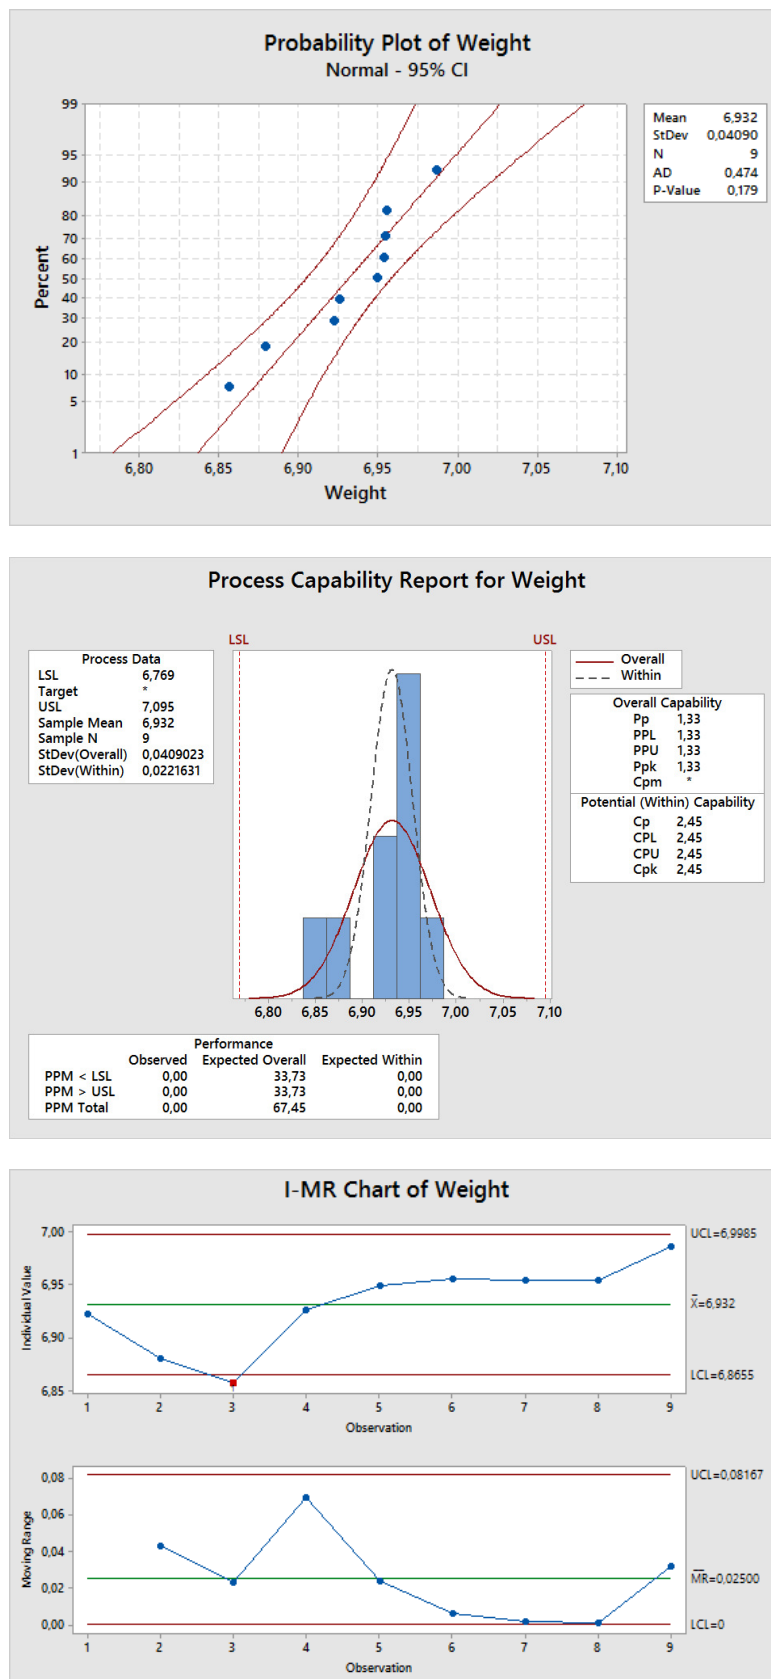 Probability Plot of Weight
Normal - 95% CI
Percent
99
95
90
80
70
60
50
40
30
20
10
5
1
6,80 6,85 6,90 6,95 7,00 7,05 7,10
Weight
Mean 6,932
StDev 0,04090
N 9
AD 0,474
P-Value 0,179
Process Capability Report for Weight
LSL USL
Process Data
LSL 6,769
Target *
USL 7,095
Sample Mean 6,932
Sample N 9
StDev(Overall) 0,0409023
StDev(Within) 0,0221631
Overall
Within
Overall Capability
Pp 1,33
PPL 1,33
PPU 1,33
Ppk 1,33
Cpm *
Potential (Within) Capability
Cp 2,45
CPL 2,45
CPU 2,45
Cpk 2,45
6,80 6,85 6,90 6,95 7,00 7,05 7,10
Performance
Observed Expected Overall Expected Within
PPM < LSL 0,00 33,73 0,00
PPM > USL 0,00 33,73 0,00
PPM Total 0,00 67,45 0,00
I-MR Chart of Weight
Individual Value
7,00
6,95
6,90
6,85
UCL=6,9985
X̄=6,932
LCL=6,8655
1 2 3 4 5 6 7 8 9
Observation
Moving Range
0,08
0,06
0,04
0,02
0,00
UCL=0,08167
M̅R̅=0,02500
LCL=0
1 2 3 4 5 6 7 8 9
Observation